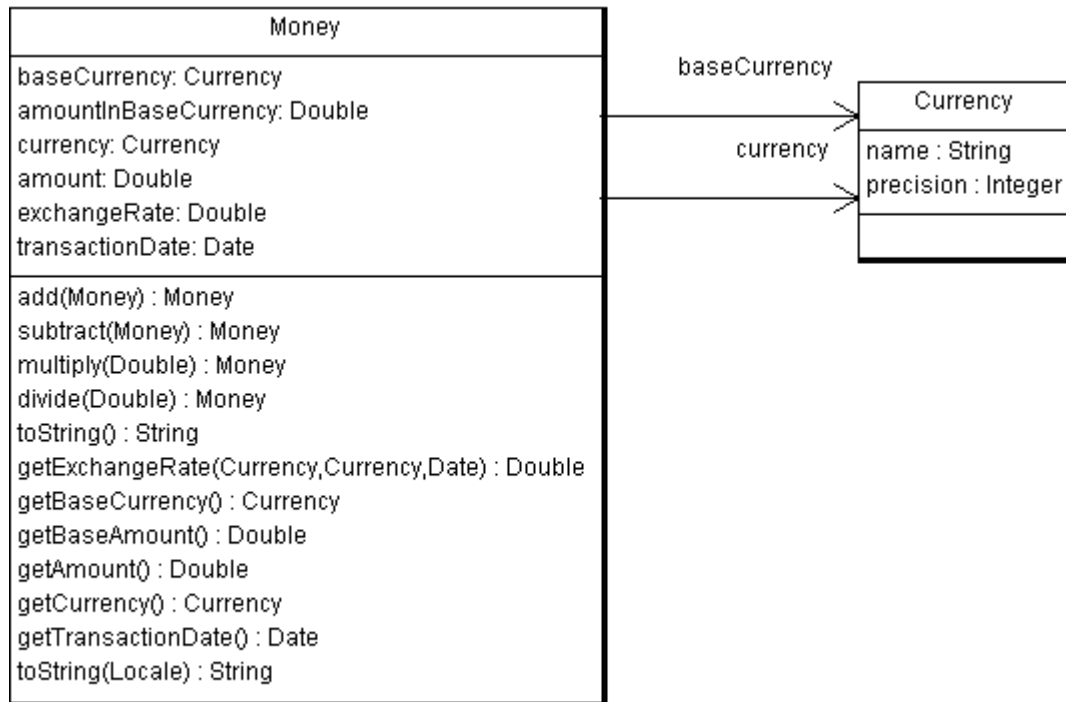 Money
baseCurrency: Currency
amountInBaseCurrency: Double
currency: Currency
amount: Double
exchangeRate: Double
transactionDate: Date
add(Money) : Money
subtract(Money) : Money
multiply(Double) : Money
divide(Double) : Money
toString() : String
getExchangeRate(Currency,Currency,Date) : Double
getBaseCurrency() : Currency
getBaseAmount() : Double
getAmount() : Double
getCurrency() : Currency
getTransactionDate() : Date
toString(Locale) : String
baseCurrency
currency
Currency
name : String
precision : Integer